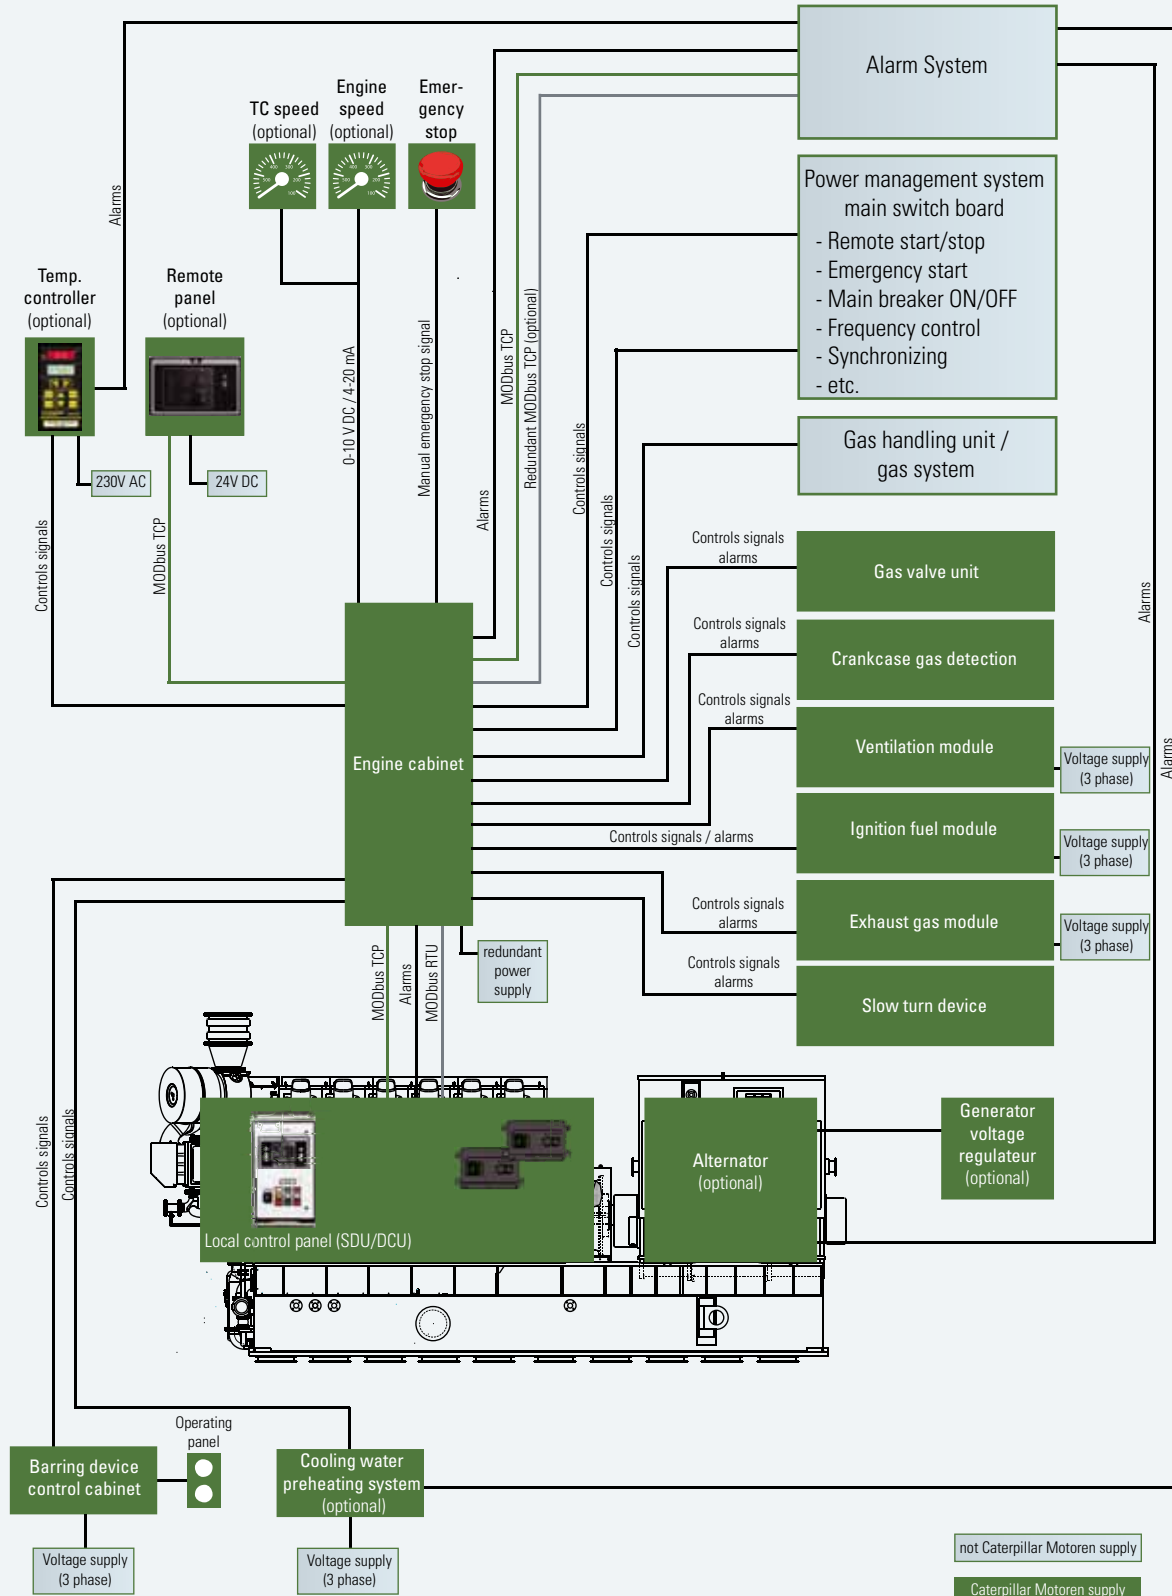 Alarm System
TC speed
(optional)
Engine
speed
(optional)
Emer-
gency
stop
Alarms
Power management system
main switch board
- Remote start/stop
- Emergency start
- Main breaker ON/OFF
- Frequency control
- Synchronizing
- etc.
Temp.
controller
(optional)
Remote
panel
(optional)
230V AC
24V DC
0-10 V DC / 4-20 mA
Manual emergency stop signal
Alarms
MODbus TCP
Redundant MODbus TCP (optional)
Controls signals
Controls signals
Controls signals
Gas handling unit /
gas system
Controls signals
MODbus TCP
Controls signals
alarms
Gas valve unit
Controls signals
alarms
Crankcase gas detection
Controls signals
alarms
Ventilation module
Voltage supply
(3 phase)
Alarms
Alarms
Engine cabinet
Controls signals / alarms
Ignition fuel module
Voltage supply
(3 phase)
Controls signals
alarms
Exhaust gas module
Voltage supply
(3 phase)
Controls signals
alarms
Slow turn device
MODbus TCP
Alarms
MODbus RTU
redundant
power
supply
Controls signals
Controls signals
Local control panel (SDU/DCU)
Alternator
(optional)
Generator
voltage
regulateur
(optional)
Operating
panel
Barring device
control cabinet
Cooling water
preheating system
(optional)
Voltage supply
(3 phase)
Voltage supply
(3 phase)
not Caterpillar Motoren supply
Caterpillar Motoren supply